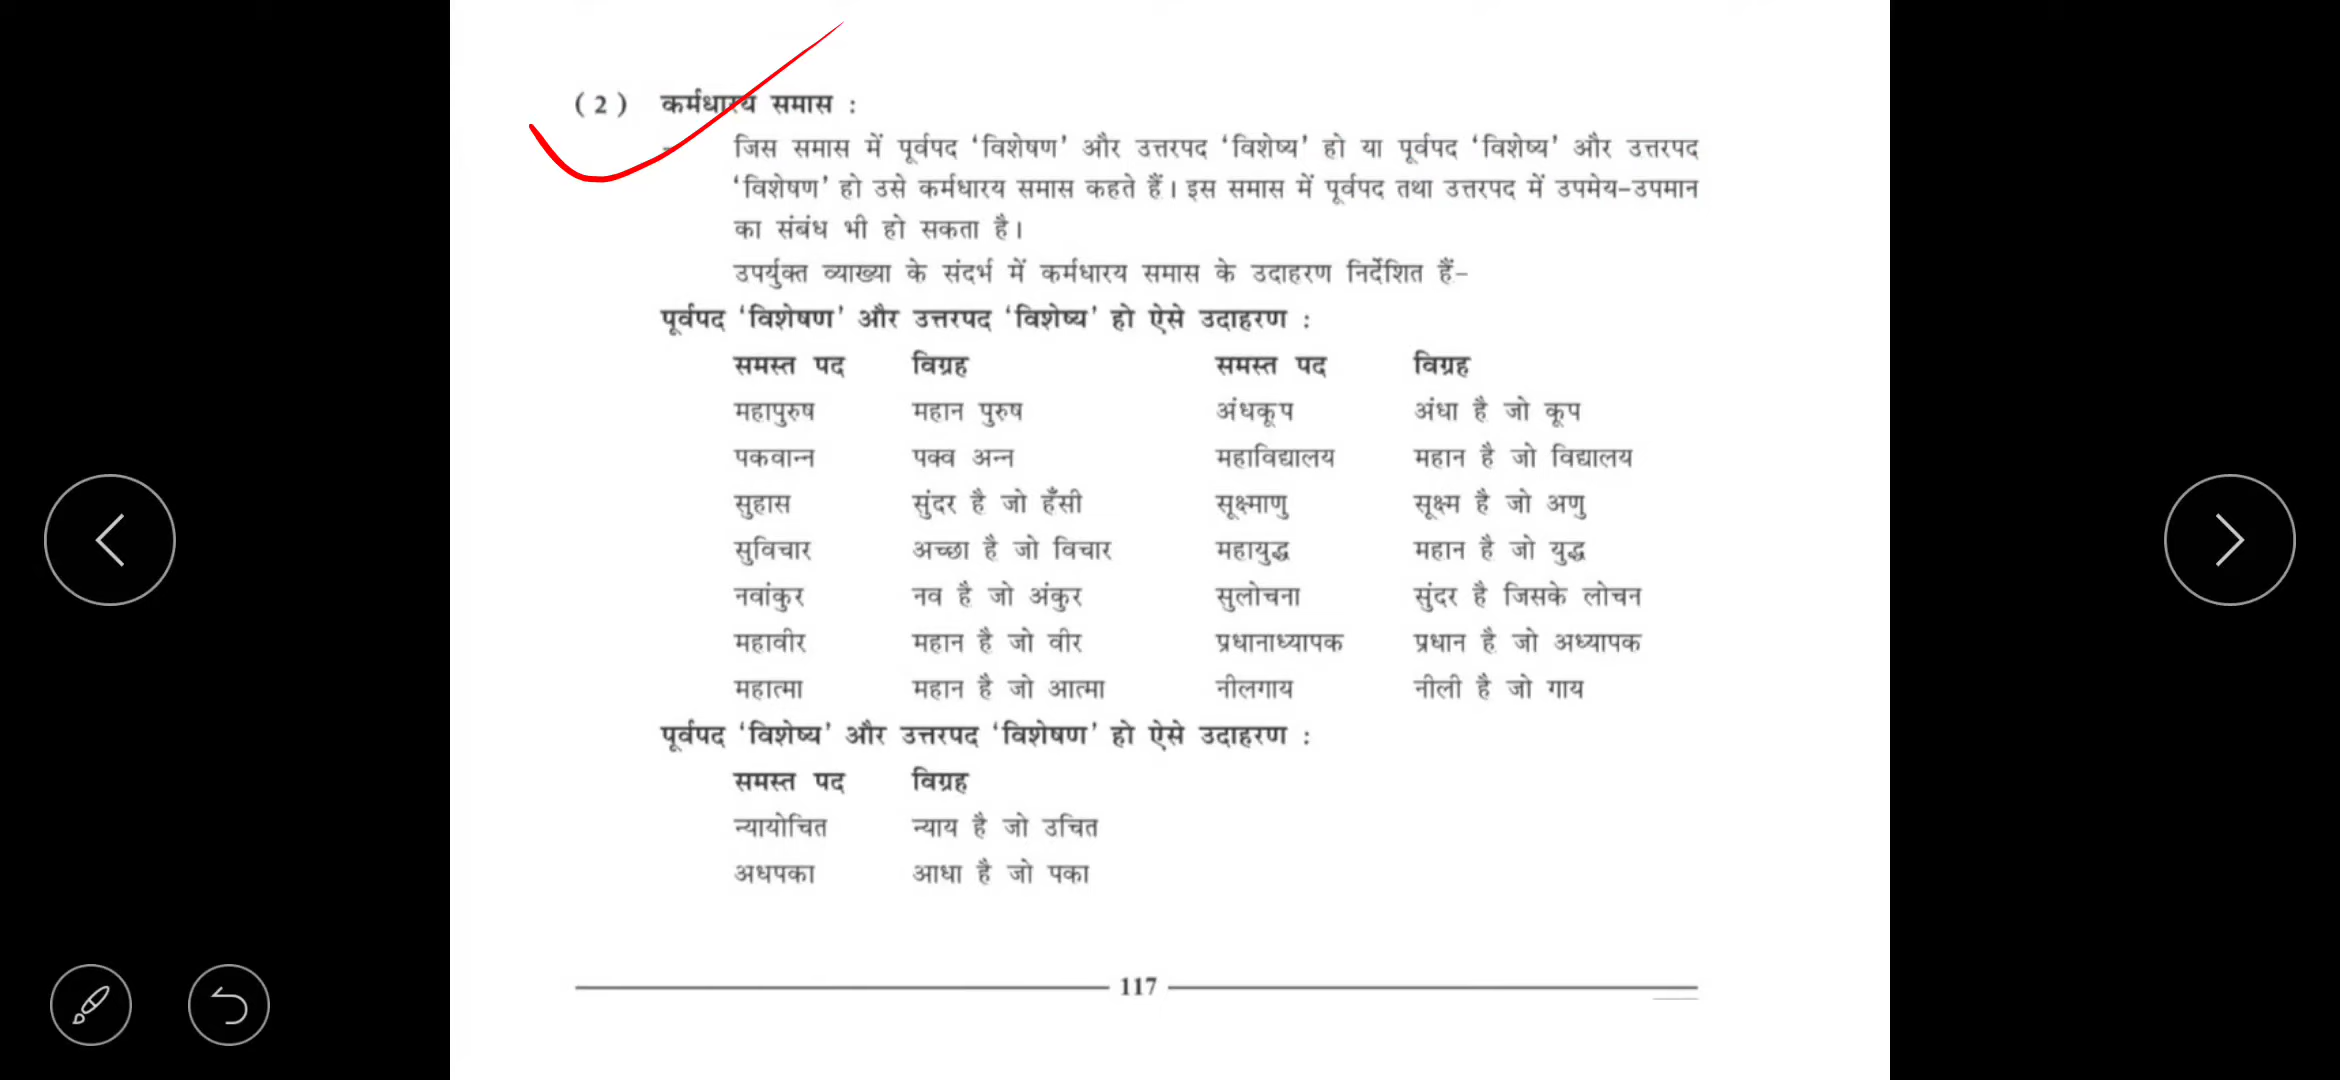 (2) कर्मधारय समास :
जिस समास में पूर्वपद ‘विशेषण’ और उत्तरपद ‘विशेष्य’ हो या पूर्वपद ‘विशेष्य’ और उत्तरपद
‘विशेषण’ हो उसे कर्मधारय समास कहते हैं। इस समास में पूर्वपद तथा उत्तरपद में उपमेय-उपमान
का संबंध भी हो सकता है।
उपर्युक्त व्याख्या के संदर्भ में कर्मधारय समास के उदाहरण निर्देशित हैं-
पूर्वपद ‘विशेषण’ और उत्तरपद ‘विशेष्य’ हो ऐसे उदाहरण :
समस्त पद विग्रह समस्त पद विग्रह
महापुरुष महान पुरुष अंधकूप अंधा है जो कूप
पकवान्न पक्व अन्न महाविद्यालय महान है जो विद्यालय
सुहास सुंदर है जो हँसी सूक्ष्माणु सूक्ष्म है जो अणु
सुविचार अच्छा है जो विचार महायुद्ध महान है जो युद्ध
नवांकुर नव है जो अंकुर सुलोचना सुंदर है जिसके लोचन
महावीर महान है जो वीर प्रधानाध्यापक प्रधान है जो अध्यापक
महात्मा महान है जो आत्मा नीलगाय नीली है जो गाय
पूर्वपद ‘विशेष्य’ और उत्तरपद ‘विशेषण’ हो ऐसे उदाहरण :
समस्त पद विग्रह
न्यायोचित न्याय है जो उचित
अधपका आधा है जो पका
117